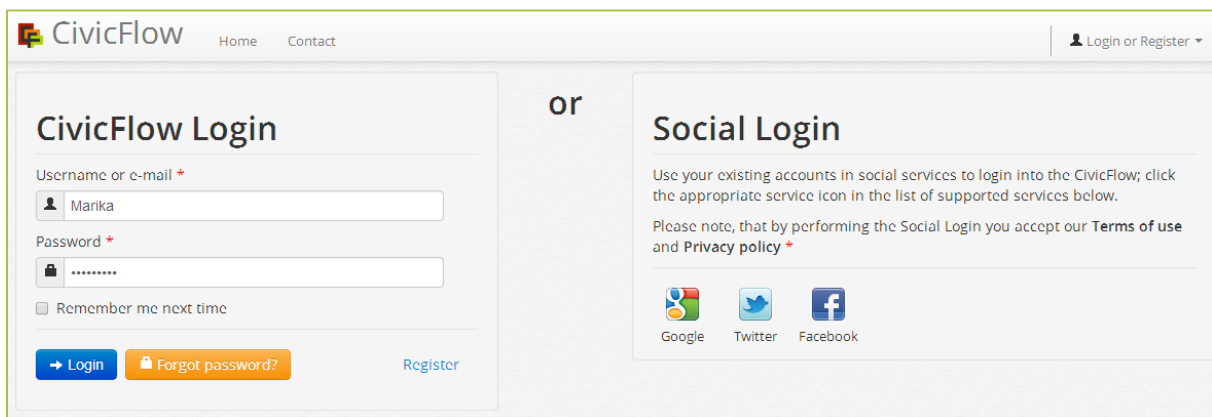 CivicFlow Home Contact Login or Register
CivicFlow Login
Username or e-mail *
Marika
Password *
•••••••••
Remember me next time
Login Forgot password? Register
or
Social Login
Use your existing accounts in social services to login into the CivicFlow; click
the appropriate service icon in the list of supported services below.
Please note, that by performing the Social Login you accept our Terms of use
and Privacy policy *
Google Twitter Facebook